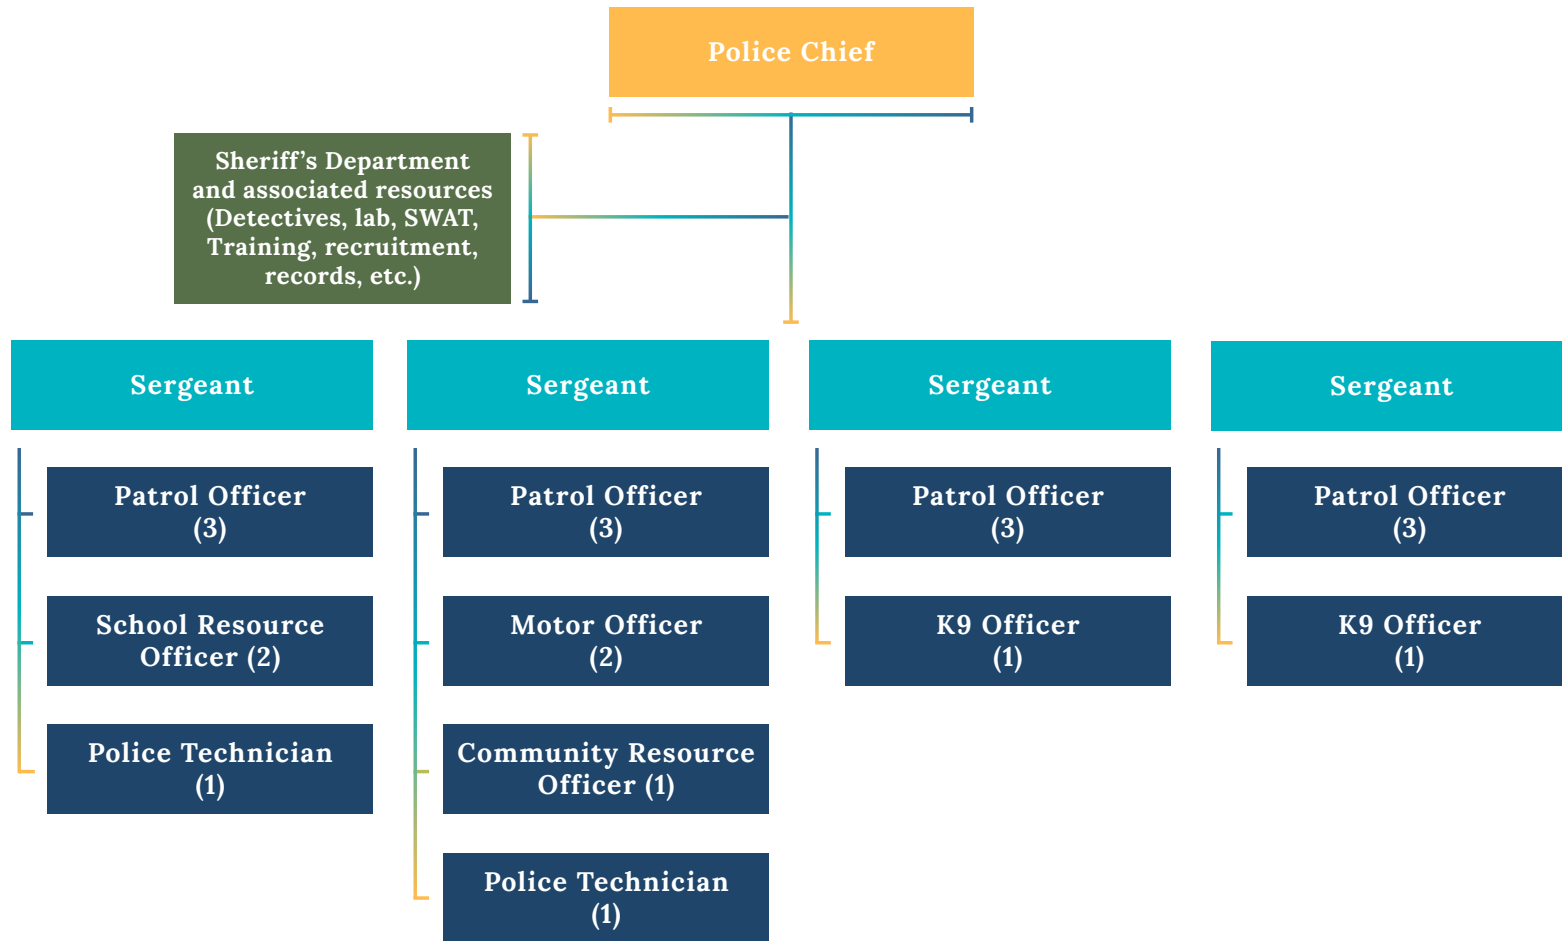 Police Chief
Sheriff’s Department
and associated resources
(Detectives, lab, SWAT,
Training, recruitment,
records, etc.)
Sergeant
Patrol Officer
(3)
School Resource
Officer (2)
Police Technician
(1)
Sergeant
Patrol Officer
(3)
Motor Officer
(2)
Community Resource
Officer (1)
Police Technician
(1)
Sergeant
Patrol Officer
(3)
K9 Officer
(1)
Sergeant
Patrol Officer
(3)
K9 Officer
(1)